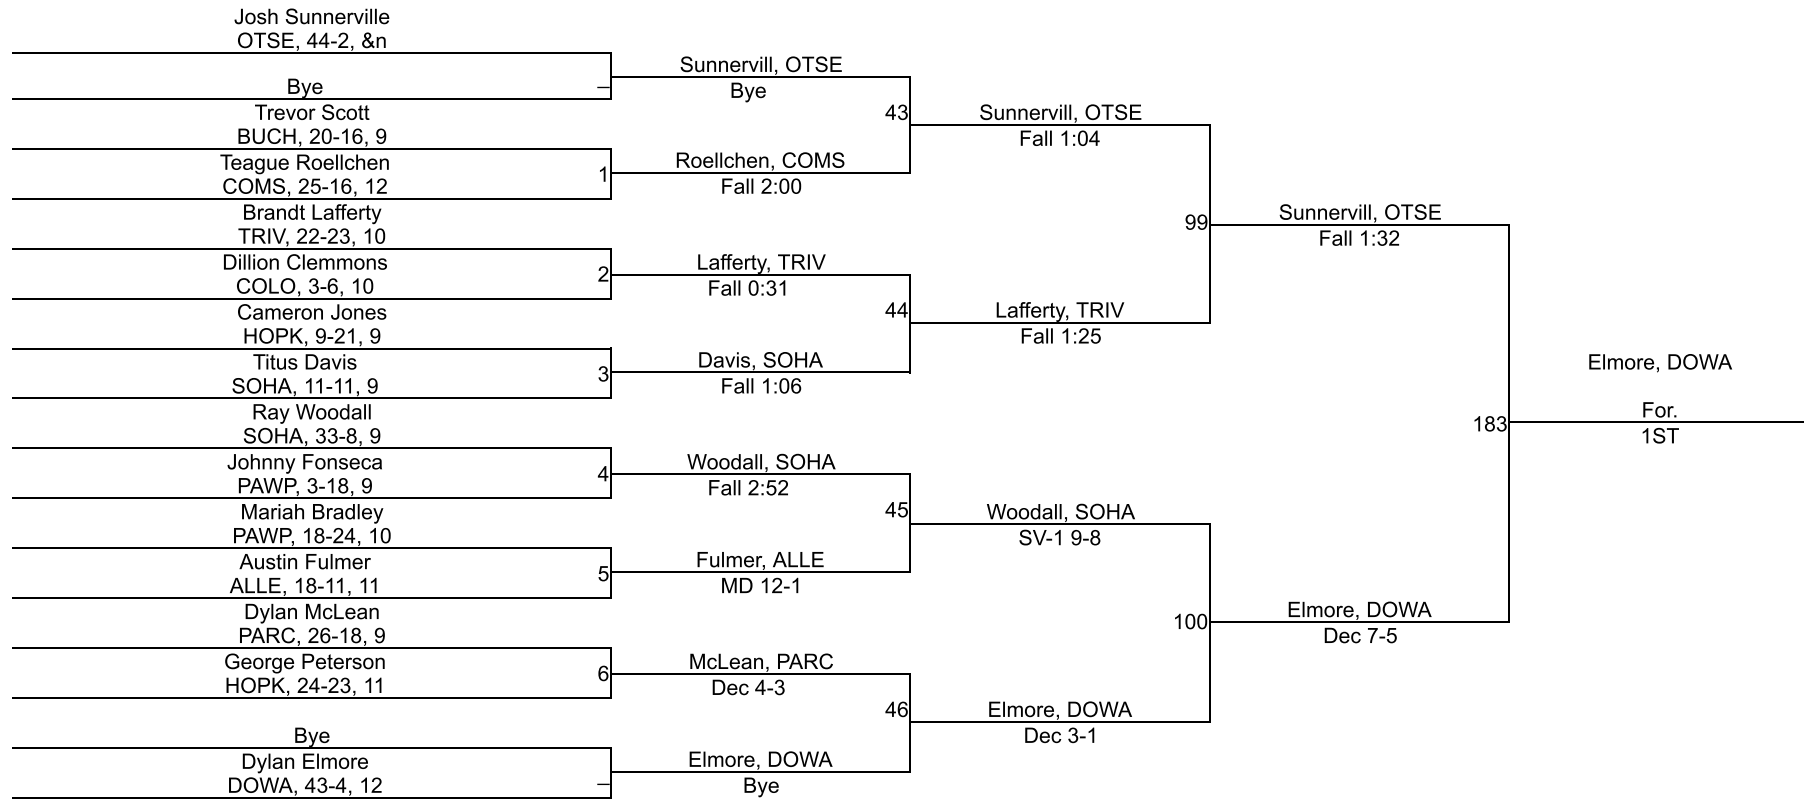 Josh Sunnerville
OTSE, 44-2, &n
Bye
–
Trevor Scott
BUCH, 20-16, 9
Teague Roellchen
COMS, 25-16, 12
1
Brandt Lafferty
TRIV, 22-23, 10
Dillion Clemmons
COLO, 3-6, 10
2
Cameron Jones
HOPK, 9-21, 9
Titus Davis
SOHA, 11-11, 9
3
Ray Woodall
SOHA, 33-8, 9
Johnny Fonseca
PAWP, 3-18, 9
4
Mariah Bradley
PAWP, 18-24, 10
Austin Fulmer
ALLE, 18-11, 11
5
Dylan McLean
PARC, 26-18, 9
George Peterson
HOPK, 24-23, 11
6
Bye
Dylan Elmore
DOWA, 43-4, 12
–
Sunnervill, OTSE
Bye
43
Roellchen, COMS
Fall 2:00
Lafferty, TRIV
Fall 0:31
44
Davis, SOHA
Fall 1:06
Woodall, SOHA
Fall 2:52
45
Fulmer, ALLE
MD 12-1
McLean, PARC
Dec 4-3
46
Elmore, DOWA
Bye
Sunnervill, OTSE
Fall 1:04
99
Lafferty, TRIV
Fall 1:25
Woodall, SOHA
SV-1 9-8
100
Elmore, DOWA
Dec 3-1
Sunnervill, OTSE
Fall 1:32
183
Elmore, DOWA
Dec 7-5
Elmore, DOWA
For.
1ST